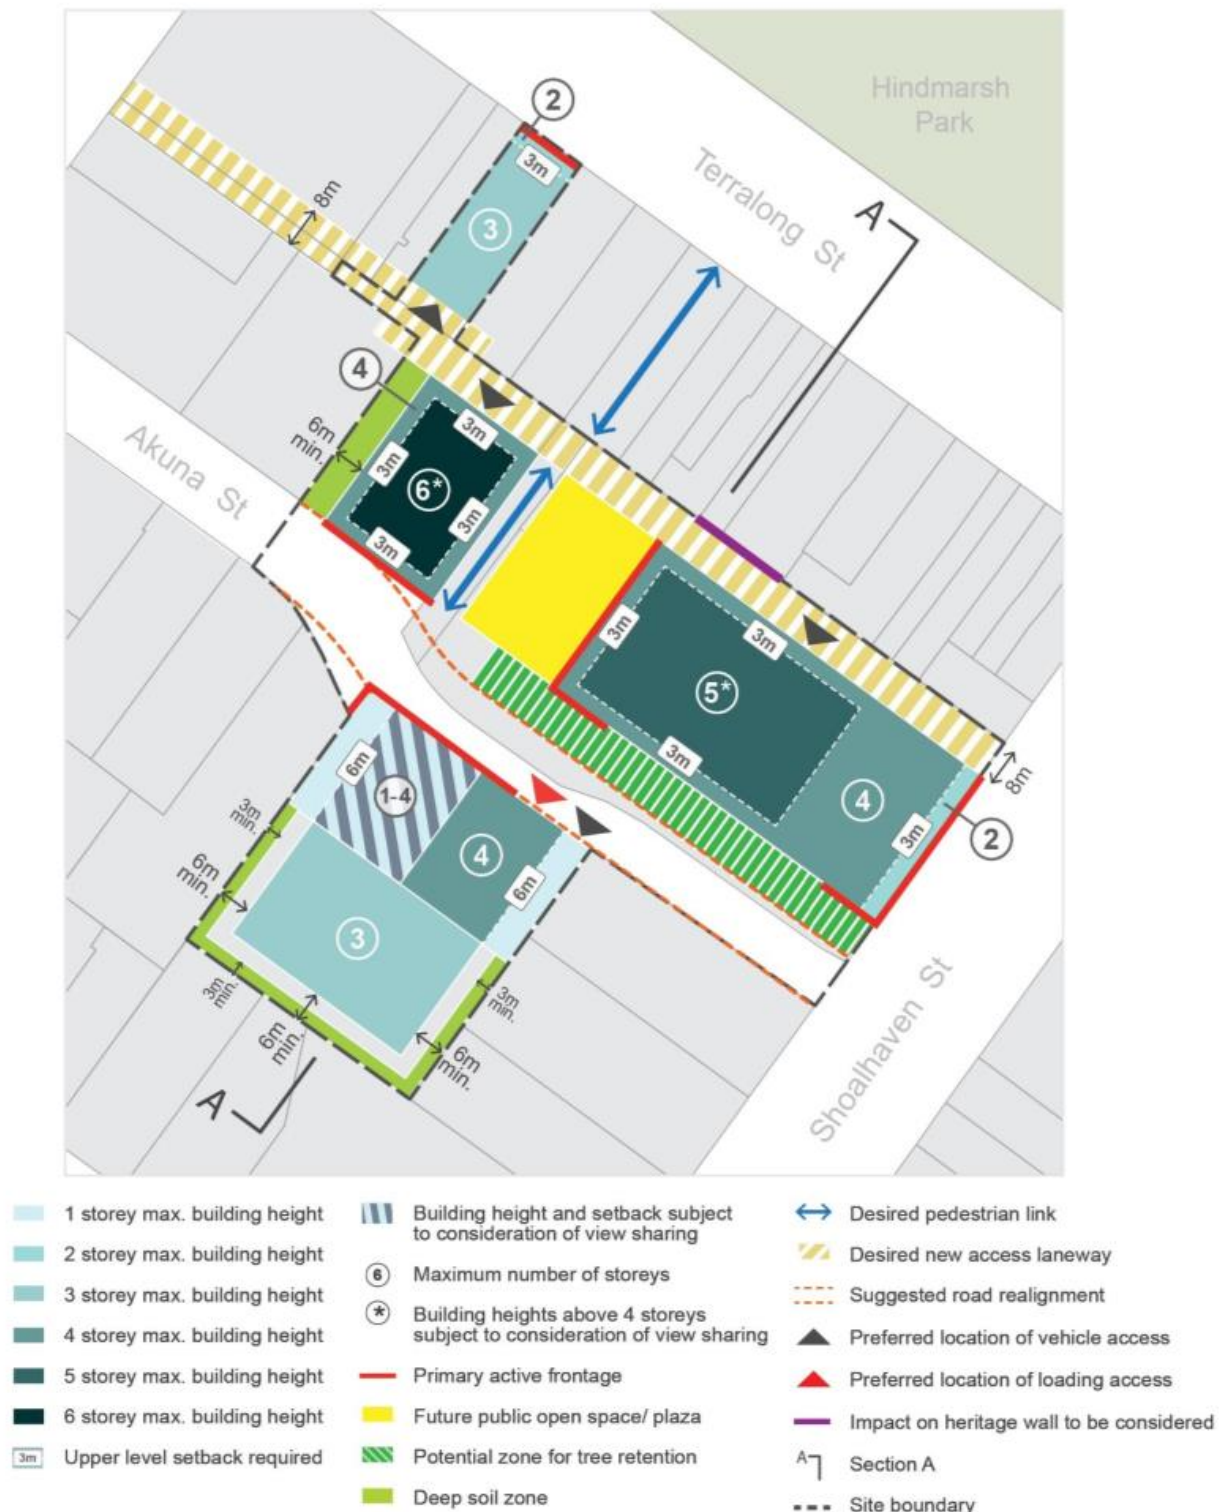 Hindmarsh
Park
2
3m
Terralong St
A
8m
3
4
6m
min.
3m
3m
6*
3m
3m
Akuna St
3m
3m
5*
3m
8m
4
3m
2
6m
1-4
3m
min.
4
6m
min.
6m
3
3m
min.
3m
min.
6m
min.
6m
min.
A
Shoalhaven St
1 storey max. building height
2 storey max. building height
3 storey max. building height
4 storey max. building height
5 storey max. building height
6 storey max. building height
3m Upper level setback required
Building height and setback subject
to consideration of view sharing
6 Maximum number of storeys
* Building heights above 4 storeys
subject to consideration of view sharing
Primary active frontage
Future public open space/ plaza
Potential zone for tree retention
Deep soil zone
Desired pedestrian link
Desired new access laneway
Suggested road realignment
Preferred location of vehicle access
Preferred location of loading access
Impact on heritage wall to be considered
A Section A
Site boundary